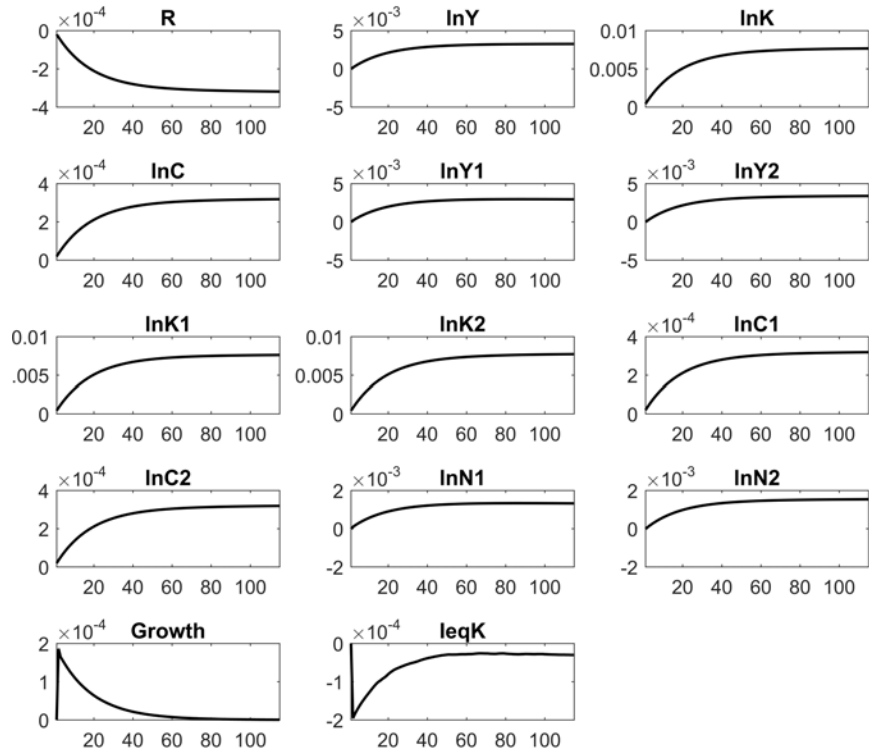 R lnY lnK
×10⁻⁴ ×10⁻³
0 5 0.01
-2 0 0.005
-4 -5 0
20 40 60 80 100 20 40 60 80 100 20 40 60 80 100
lnC lnY1 lnY2
×10⁻⁴ ×10⁻³ ×10⁻³
4 5 5
2 0 0
0 -5 -5
20 40 60 80 100 20 40 60 80 100 20 40 60 80 100
lnK1 lnK2 lnC1
×10⁻⁴
0.01 0.01 4
.005 0.005 2
0 0 0
20 40 60 80 100 20 40 60 80 100 20 40 60 80 100
lnC2 lnN1 lnN2
×10⁻⁴ ×10⁻³ ×10⁻³
4 2 2
2 0 0
0 -2 -2
20 40 60 80 100 20 40 60 80 100 20 40 60 80 100
Growth IeqK
×10⁻⁴ ×10⁻⁴
2 0
1 -1
0 -2
20 40 60 80 100 20 40 60 80 100